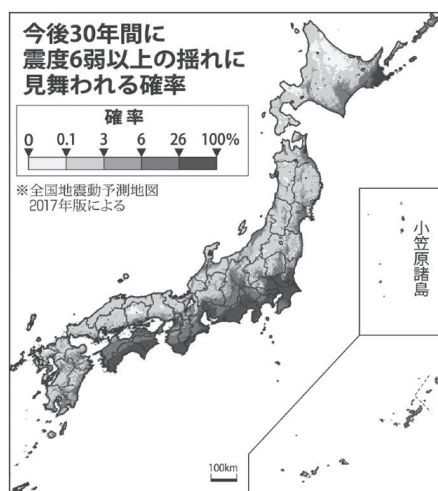 今後30年間に
震度6弱以上の揺れに
見舞われる確率
確率
0 0.1 3 6 26 100%
※全国地震動予測地図
2017年版による
小笠原諸島
100km